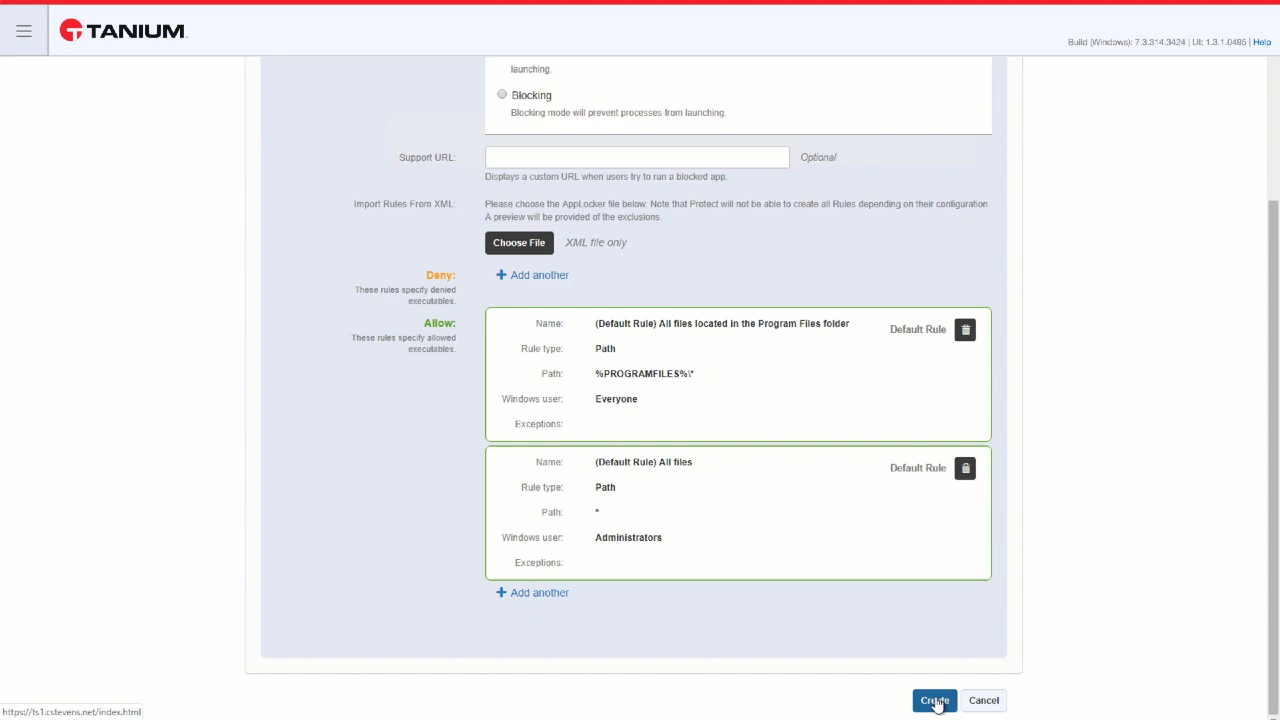 TANIUM
Build (Windows): 7.3.314.3424 | UI: 1.3.1.0495 | Help
launching.
Blocking
Blocking mode will prevent processes from launching.
Support URL:
Optional
Displays a custom URL when users try to run a blocked app.
Import Rules From XML:
Please choose the AppLocker file below. Note that Protect will not be able to create all Rules depending on their configuration.
A preview will be provided of the exclusions.
Choose File
XML file only
Deny:
+ Add another
These rules specify denied
executables.
Allow:
These rules specify allowed
executables.
Name: (Default Rule) All files located in the Program Files folder
Default Rule
Rule type: Path
Path: %PROGRAMFILES%\*
Windows user: Everyone
Exceptions:
Name: (Default Rule) All files
Default Rule
Rule type: Path
Path: *
Windows user: Administrators
Exceptions:
+ Add another
Create
Cancel
https://ts1.cstevens.net/index.html